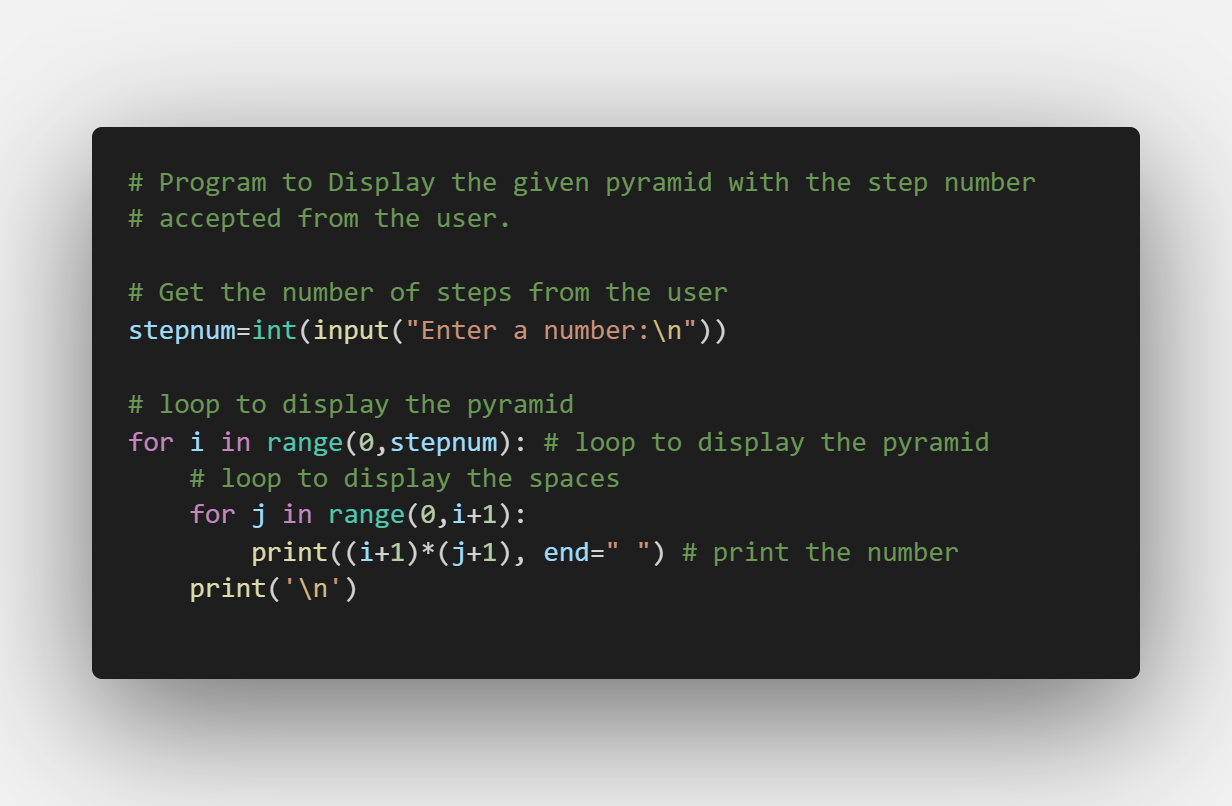 # Program to Display the given pyramid with the step number
# accepted from the user.

# Get the number of steps from the user
stepnum=int(input("Enter a number:\n"))

# loop to display the pyramid
for i in range(0,stepnum): # loop to display the pyramid
    # loop to display the spaces
    for j in range(0,i+1):
        print((i+1)*(j+1), end=" ") # print the number
    print('\n')